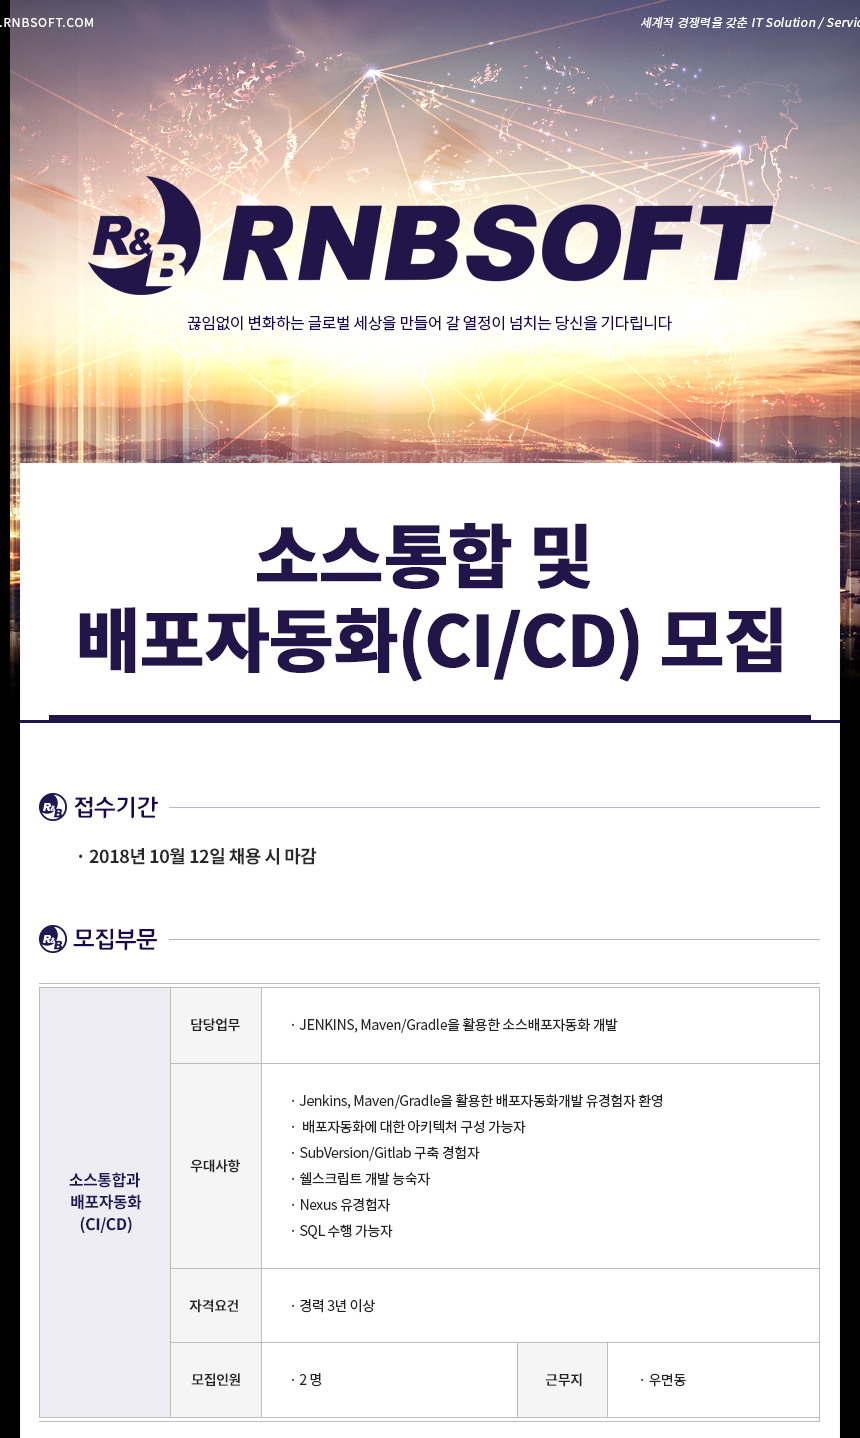 .RNBSOFT.COM
세계적 경쟁력을 갖춘 IT Solution /
R&B RNBSOFT
끊임없이 변화하는 글로벌 세상을 만들어 갈 열정이 넘치는 당신을 기다립니다
소스통합 및
배포자동화(CI/CD) 모집
R&B 접수기간
· 2018년 10월 12일 채용 시 마감
R&B 모집부문
소스통합과
배포자동화
(CI/CD)
담당업무
· JENKINS, Maven/Gradle을 활용한 소스배포자동화 개발
우대사항
· Jenkins, Maven/Gradle을 활용한 배포자동화개발 유경험자 환영
· 배포자동화에 대한 아키텍처 구성 가능자
· SubVersion/Gitlab 구축 경험자
· 쉘스크립트 개발 능숙자
· Nexus 유경험자
· SQL 수행 가능자
자격요건
· 경력 3년 이상
모집인원
· 2 명
근무지
· 우면동